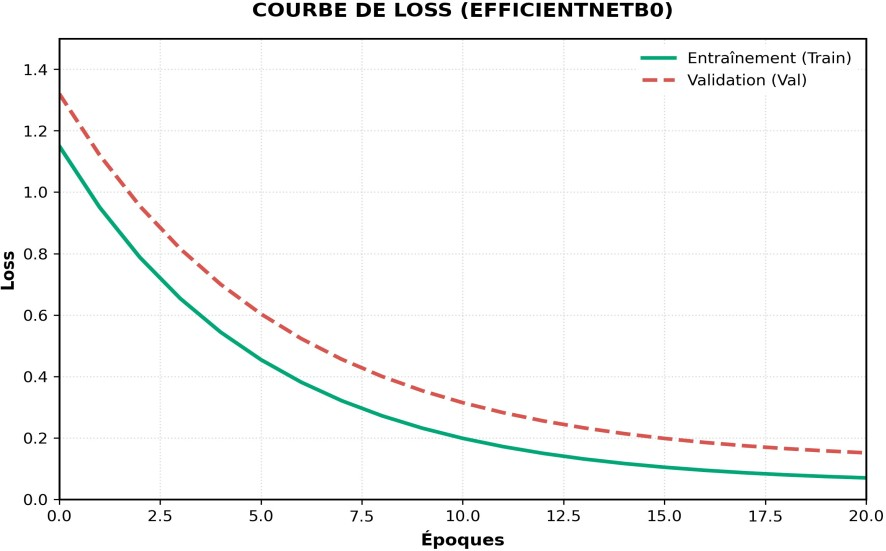 COURBE DE LOSS (EFFICIENTNETB0)
Entraînement (Train)
Validation (Val)
1.4
1.2
1.0
0.8
0.6
0.4
0.2
0.0
Loss
0.0 2.5 5.0 7.5 10.0 12.5 15.0 17.5 20.0
Époques